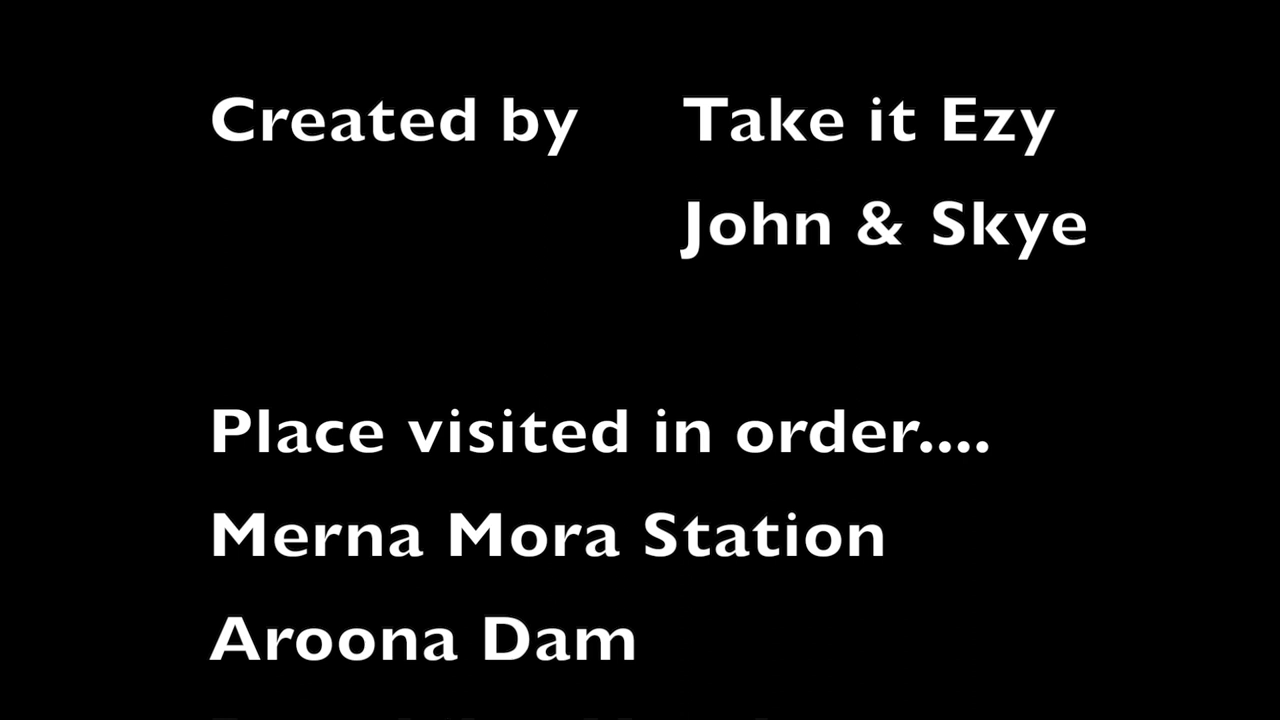 Created by Take it Ezy
John & Skye
Place visited in order....
Merna Mora Station
Aroona Dam